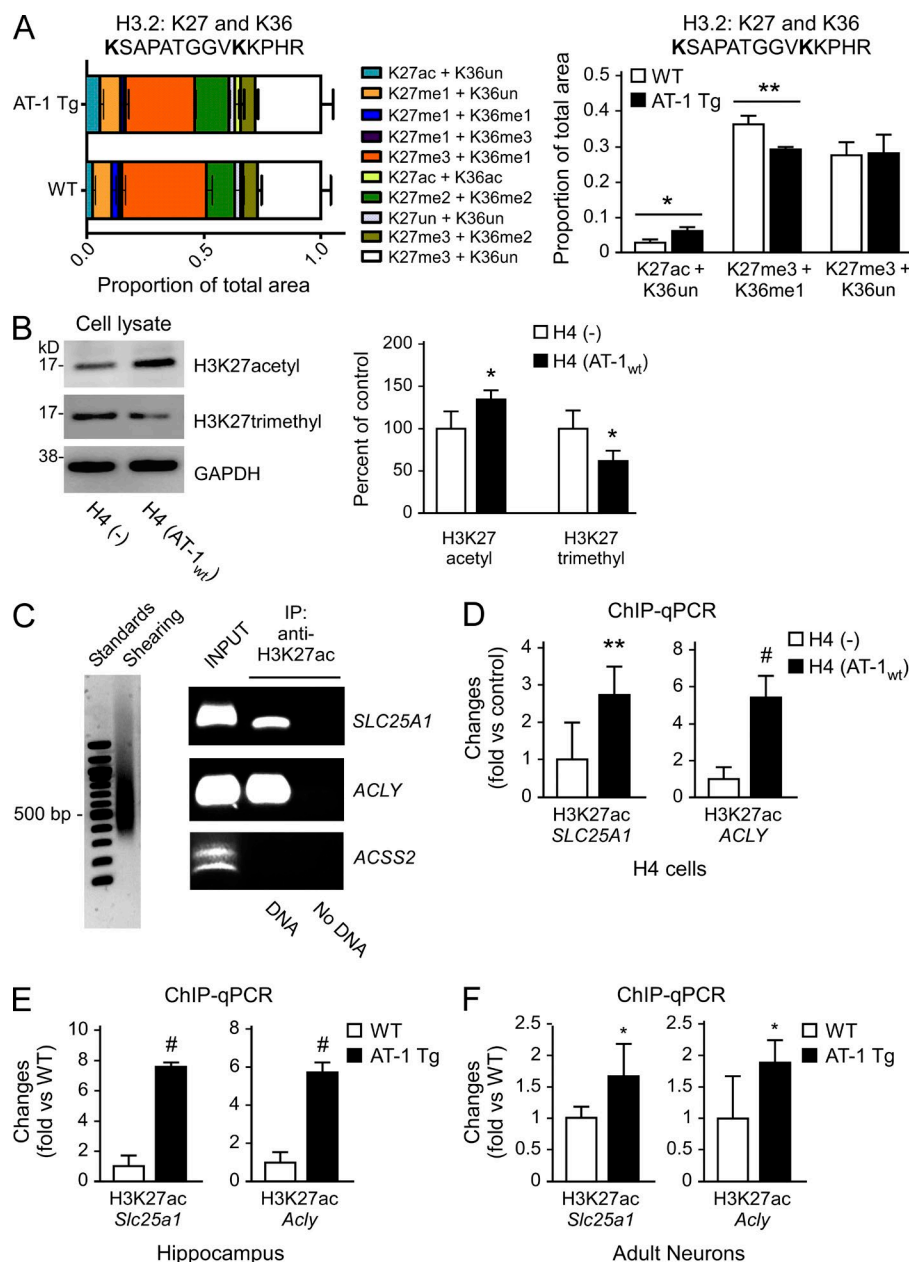 A
H3.2: K27 and K36
KSAPATGGVKKPHR
AT-1 Tg
WT
0.0
0.5
1.0
Proportion of total area
K27ac + K36un
K27me1 + K36un
K27me1 + K36me1
K27me1 + K36me3
K27me3 + K36me1
K27ac + K36ac
K27me2 + K36me2
K27un + K36un
K27me3 + K36me2
K27me3 + K36un
H3.2: K27 and K36
KSAPATGGVKKPHR
Proportion of total area
0.5
0.4
0.3
0.2
0.1
0
WT
AT-1 Tg
*
**
K27ac +
K36un
K27me3 +
K36me1
K27me3 +
K36un
B
Cell lysate
kD
17-
H3K27acetyl
17-
H3K27trimethyl
38-
GAPDH
H4 (-)
H4 (AT-1wt)
Percent of control
200
150
100
50
0
H4 (-)
H4 (AT-1wt)
*
*
H3K27
acetyl
H3K27
trimethyl
C
Standards
Shearing
500 bp -
INPUT
IP:
anti-
H3K27ac
SLC25A1
ACLY
ACSS2
DNA
No DNA
D
ChIP-qPCR
Changes
(fold vs control)
5
4
3
2
1
0
**
H3K27ac
SLC25A1
8
6
4
2
0
#
H3K27ac
ACLY
H4 (-)
H4 (AT-1wt)
H4 cells
E
ChIP-qPCR
Changes
(fold vs WT)
10
8
6
4
2
0
#
H3K27ac
Slc25a1
8
6
4
2
0
#
H3K27ac
Acly
WT
AT-1 Tg
Hippocampus
F
ChIP-qPCR
Changes
(fold vs WT)
2.5
2
1.5
1
0.5
0
*
H3K27ac
Slc25a1
2.5
2
1.5
1
0.5
0
*
H3K27ac
Acly
WT
AT-1 Tg
Adult Neurons